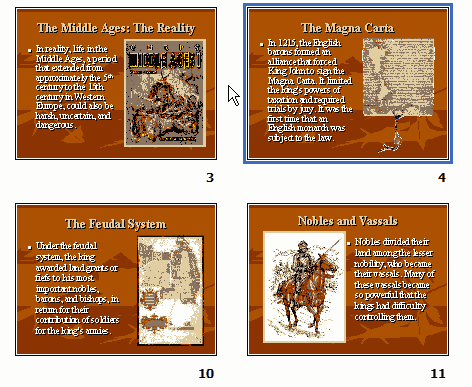 The Middle Ages: The Reality
In reality, life in the
Middle Ages, a period
that extended from
approximately the 5th
century to the 15th
century in Western
Europe, could also be
harsh, uncertain, and
dangerous.
3
The Magna Carta
In 1215, the English
barons formed an
alliance that forced
King John to sign the
Magna Carta. It limited
the king's powers of
taxation and required
trials by jury. It was the
first time that an
English monarch was
subject to the law.
4
The Feudal System
Under the feudal
system, the king
awarded land grants or
fiefs to his most
important nobles,
barons, and bishops, in
return for their
contribution of soldiers
for the king's armies.
10
Nobles and Vassals
Nobles divided their
land among the lesser
nobility, who became
their vassals. Many of
these vassals became
so powerful that the
kings had difficulty
controlling them.
11